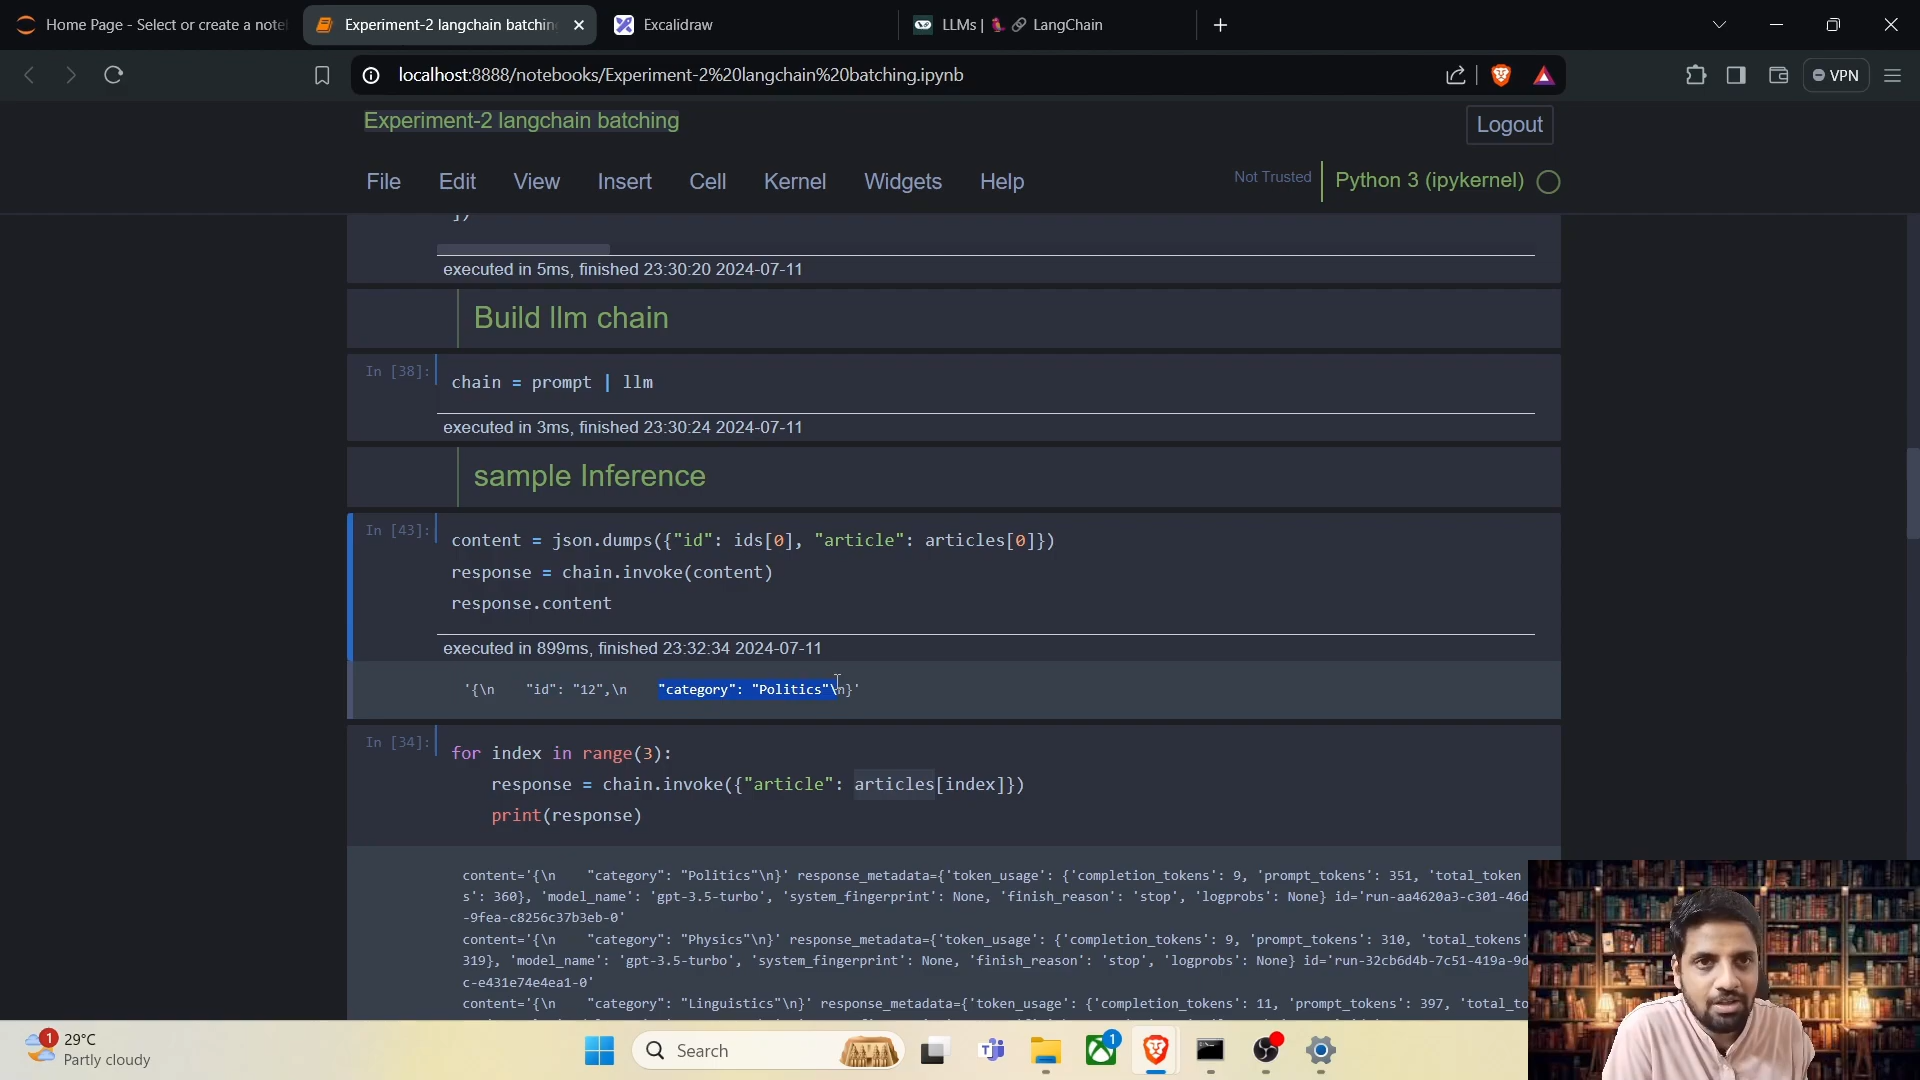 Home Page - Select or create a note
Experiment-2 langchain batchin
Excalidraw
LLMs | LangChain
localhost:8888/notebooks/Experiment-2%20langchain%20batching.ipynb
VPN
Experiment-2 langchain batching
Logout
File Edit View Insert Cell Kernel Widgets Help
Not Trusted
Python 3 (ipykernel)
])
executed in 5ms, finished 23:30:20 2024-07-11
Build llm chain
In [38]:
chain = prompt | llm
executed in 3ms, finished 23:30:24 2024-07-11
sample Inference
In [43]:
content = json.dumps({"id": ids[0], "article": articles[0]})
response = chain.invoke(content)
response.content
executed in 899ms, finished 23:32:34 2024-07-11
'{\n    "id": "12",\n    "category": "Politics"\n}'
In [34]:
for index in range(3):
    response = chain.invoke({"article": articles[index]})
    print(response)
content='{\n    "category": "Politics"\n}' response_metadata={'token_usage': {'completion_tokens': 9, 'prompt_tokens': 351, 'total_token
s': 360}, 'model_name': 'gpt-3.5-turbo', 'system_fingerprint': None, 'finish_reason': 'stop', 'logprobs': None} id='run-aa4620a3-c301-46d
-9fea-c8256c37b3eb-0'
content='{\n    "category": "Physics"\n}' response_metadata={'token_usage': {'completion_tokens': 9, 'prompt_tokens': 310, 'total_tokens'
319}, 'model_name': 'gpt-3.5-turbo', 'system_fingerprint': None, 'finish_reason': 'stop', 'logprobs': None} id='run-32cb6d4b-7c51-419a-9d
c-e431e74e4ea1-0'
content='{\n    "category": "Linguistics"\n}' response_metadata={'token_usage': {'completion_tokens': 11, 'prompt_tokens': 397, 'total_to
1
29°C
Partly cloudy
Search
1